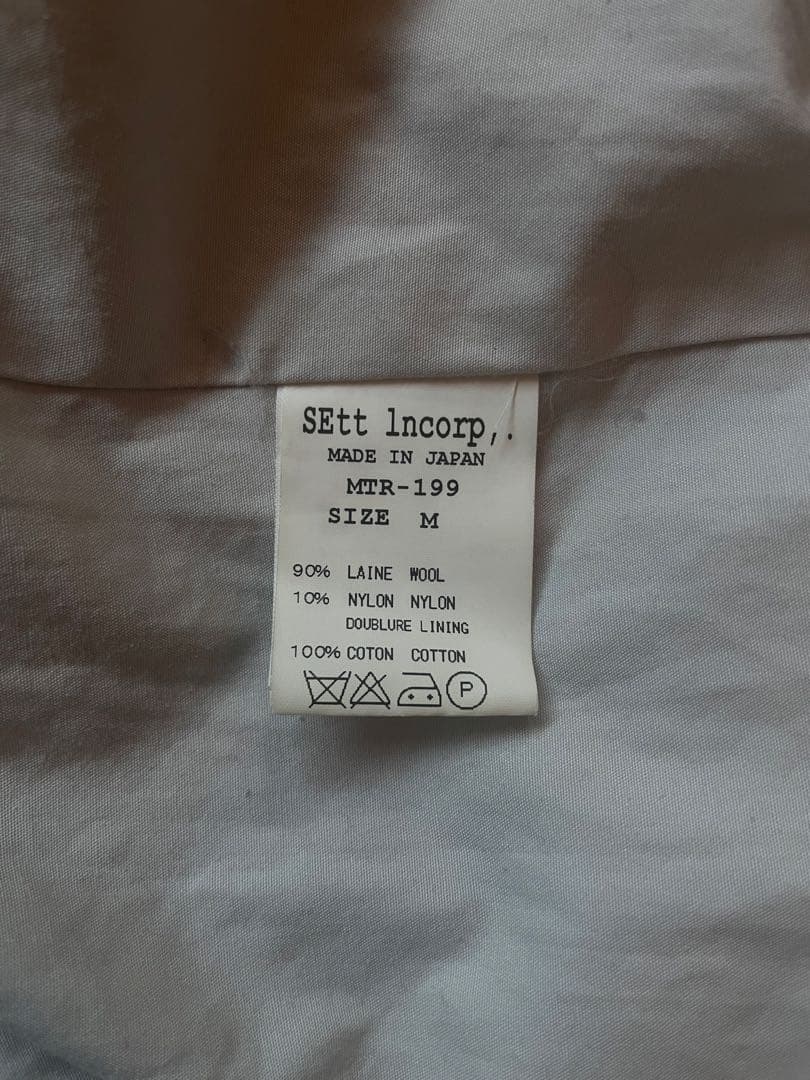 SEtt lncorp,.
MADE IN JAPAN
MTR-199
SIZE M
90% LAINE WOOL
10% NYLON NYLON
DOUBLURE LINING
100% COTON COTTON
P